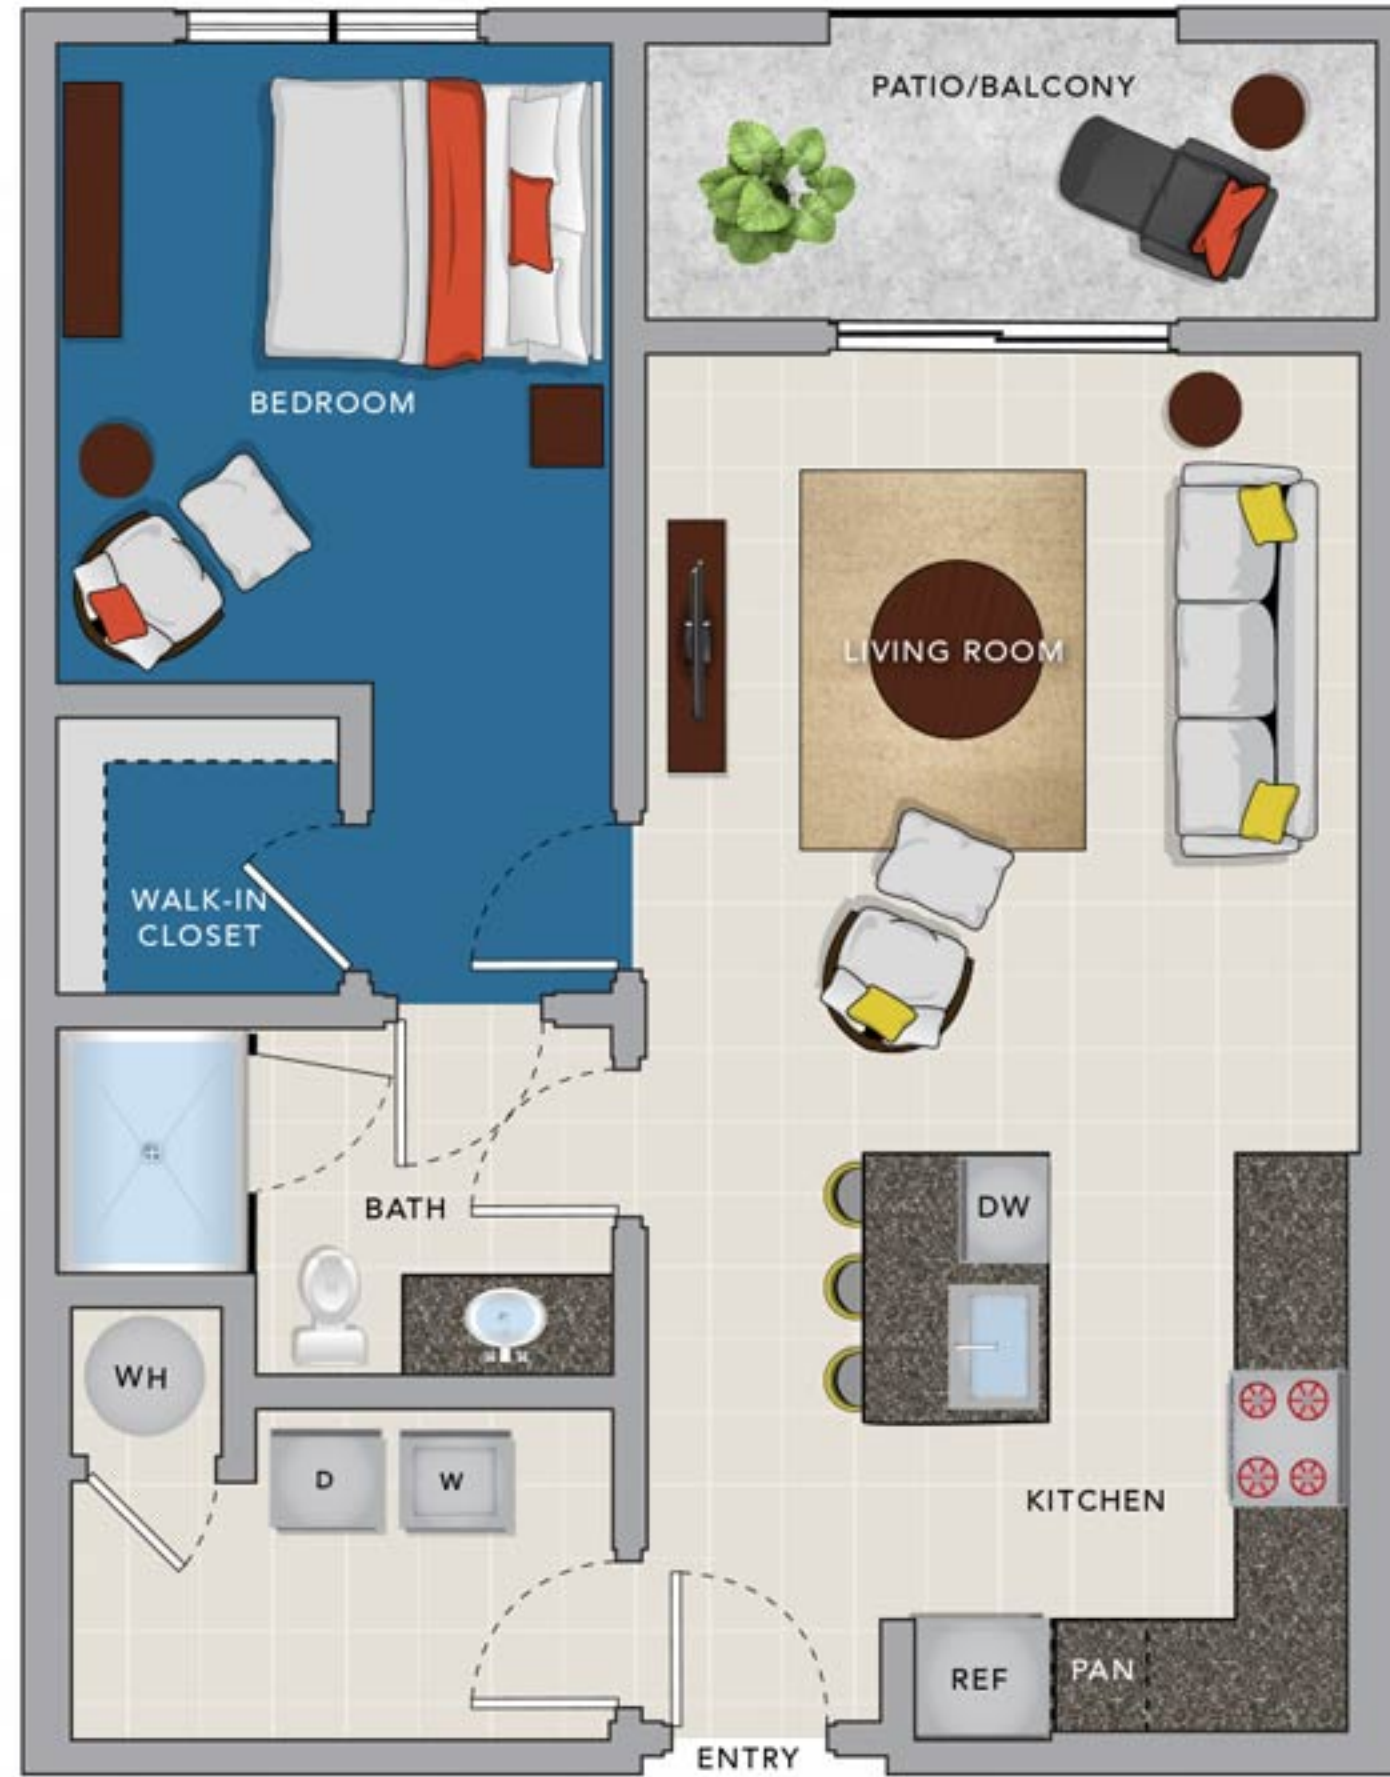 PATIO/BALCONY
BEDROOM
LIVING ROOM
WALK-IN
CLOSET
BATH
DW
WH
D
W
KITCHEN
REF
PAN
ENTRY